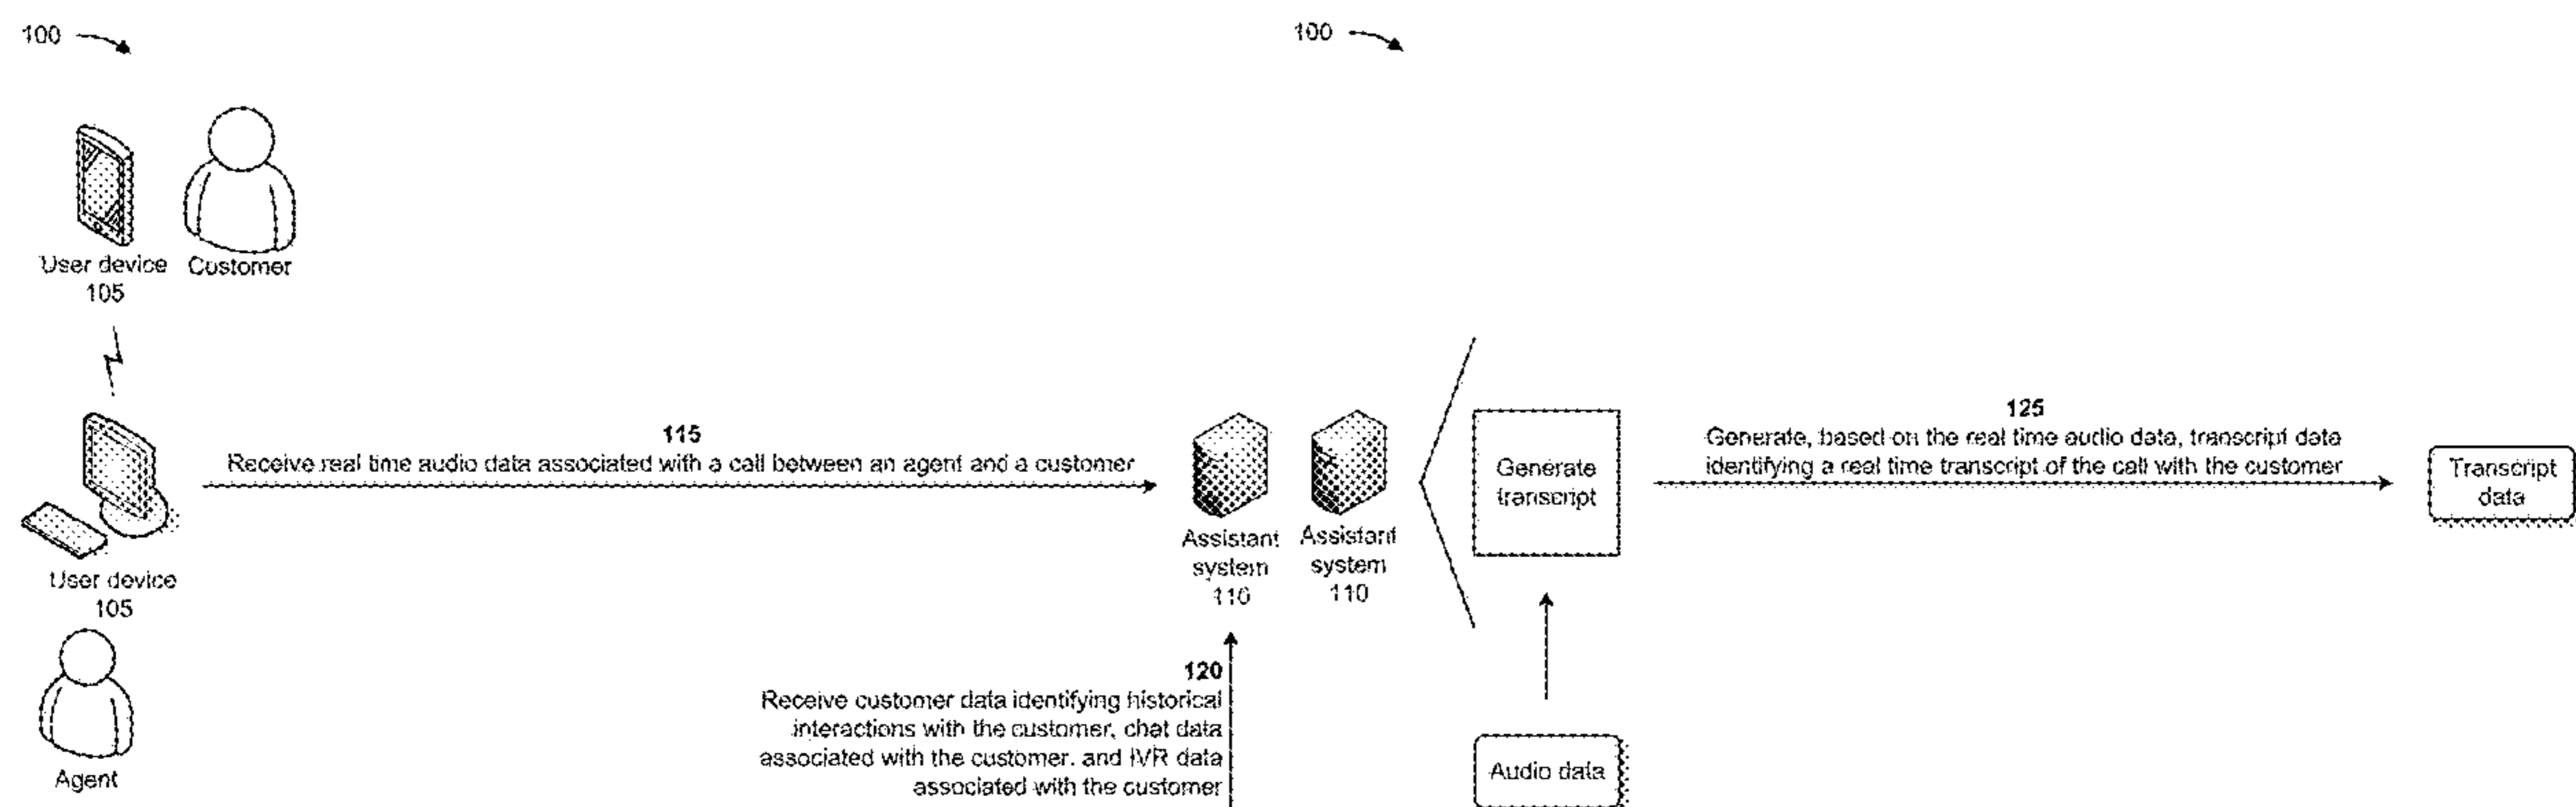 100
User device
105
Customer
User device
105
Agent
115
Receive real time audio data associated with a call between an agent and a customer
Assistant
system
110
120
Receive customer data identifying historical
interactions with the customer, chat data
associated with the customer, and IVR data
associated with the customer
100
Assistant
system
110
Generate
transcript
Audio data
125
Generate, based on the real time audio data, transcript data
identifying a real time transcript of the call with the customer
Transcript
data